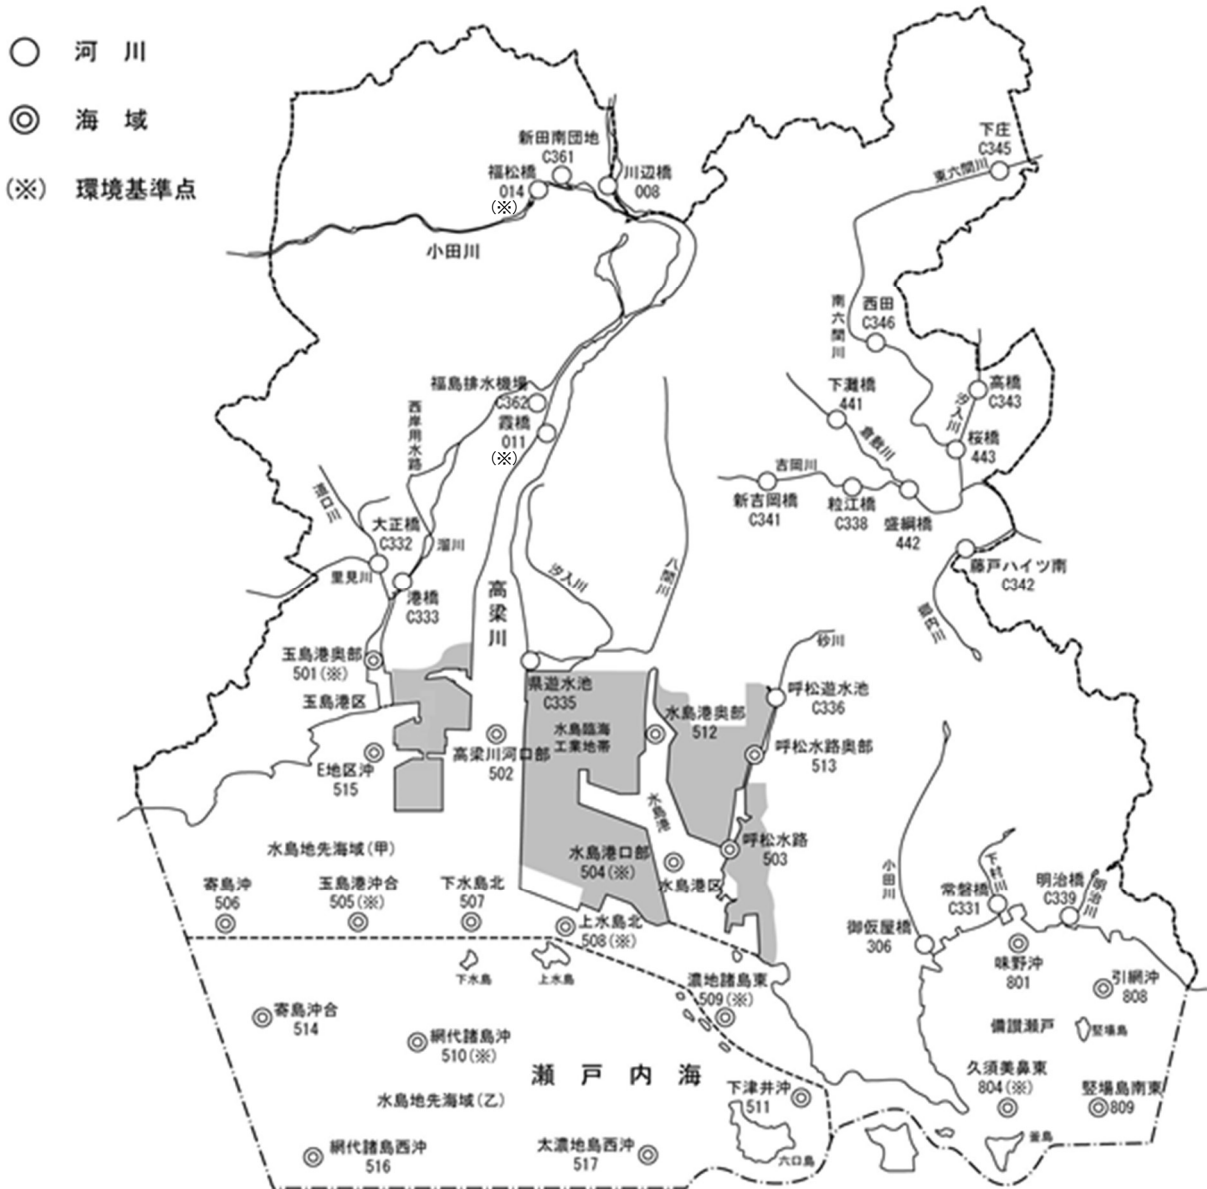 河 川
海 域
(※) 環境基準点
新田南団地
C361
福松橋
014
(※)
川辺橋
008
小田川
下庄
C345
東六間川
南六間川
西田
C346
高橋
C343
汐入川
桜橋
443
下灘橋
441
倉敷川
吉岡川
新吉岡橋
C341
粒江橋
C338
盛綱橋
442
藤戸ハイツ南
C342
福島排水機場
C362
霞橋
011
(※)
西岸用水路
道口川
大正橋
C332
溜川
里見川
港橋
C333
高梁川
汐入川
八間川
郷内川
玉島港奥部
501(※)
玉島港区
県遊水池
C335
砂川
呼松遊水池
C336
水島臨海
工業地帯
水島港奥部
512
高梁川河口部
502
E地区沖
515
呼松水路奥部
513
水島港
呼松水路
503
水島港口部
504(※)
水島港区
水島地先海域(甲)
寄島沖
506
玉島港沖合
505(※)
下水島北
507
上水島北
508(※)
下水島
上水島
小田川
下村川
常盤橋
C331
明治橋
C339
明治川
御仮屋橋
306
味野沖
801
引網沖
808
濃地諸島東
509(※)
寄島沖合
514
網代諸島沖
510(※)
備讃瀬戸
竪場島
瀬 戸 内 海
水島地先海域(乙)
下津井沖
511
久須美鼻東
804(※)
竪場島南東
809
網代諸島西沖
516
太濃地島西沖
517
六口島
釜島